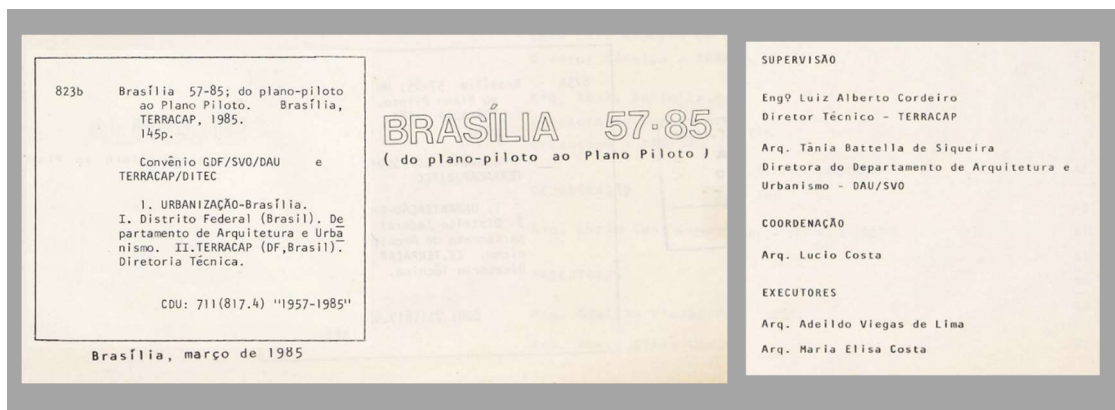 823b Brasília 57-85; do plano-piloto
ao Plano Piloto. Brasília,
TERRACAP, 1985.
145p.
Convênio GDF/SVO/DAU e
TERRACAP/DITEC
1. URBANIZAÇÃO-Brasília.
I. Distrito Federal (Brasil). De
partamento de Arquitetura e Urba
nismo. II.TERRACAP (DF,Brasil).
Diretoria Técnica.
CDU: 711(817.4) "1957-1985"
Brasília, março de 1985
BRASÍLIA 57·85
( do plano-piloto ao Plano Piloto )
SUPERVISÃO
Engº Luiz Alberto Cordeiro
Diretor Técnico - TERRACAP
Arq. Tânia Battella de Siqueira
Diretora do Departamento de Arquitetura e
Urbanismo - DAU/SVO
COORDENAÇÃO
Arq. Lucio Costa
EXECUTORES
Arq. Adeildo Viegas de Lima
Arq. Maria Elisa Costa